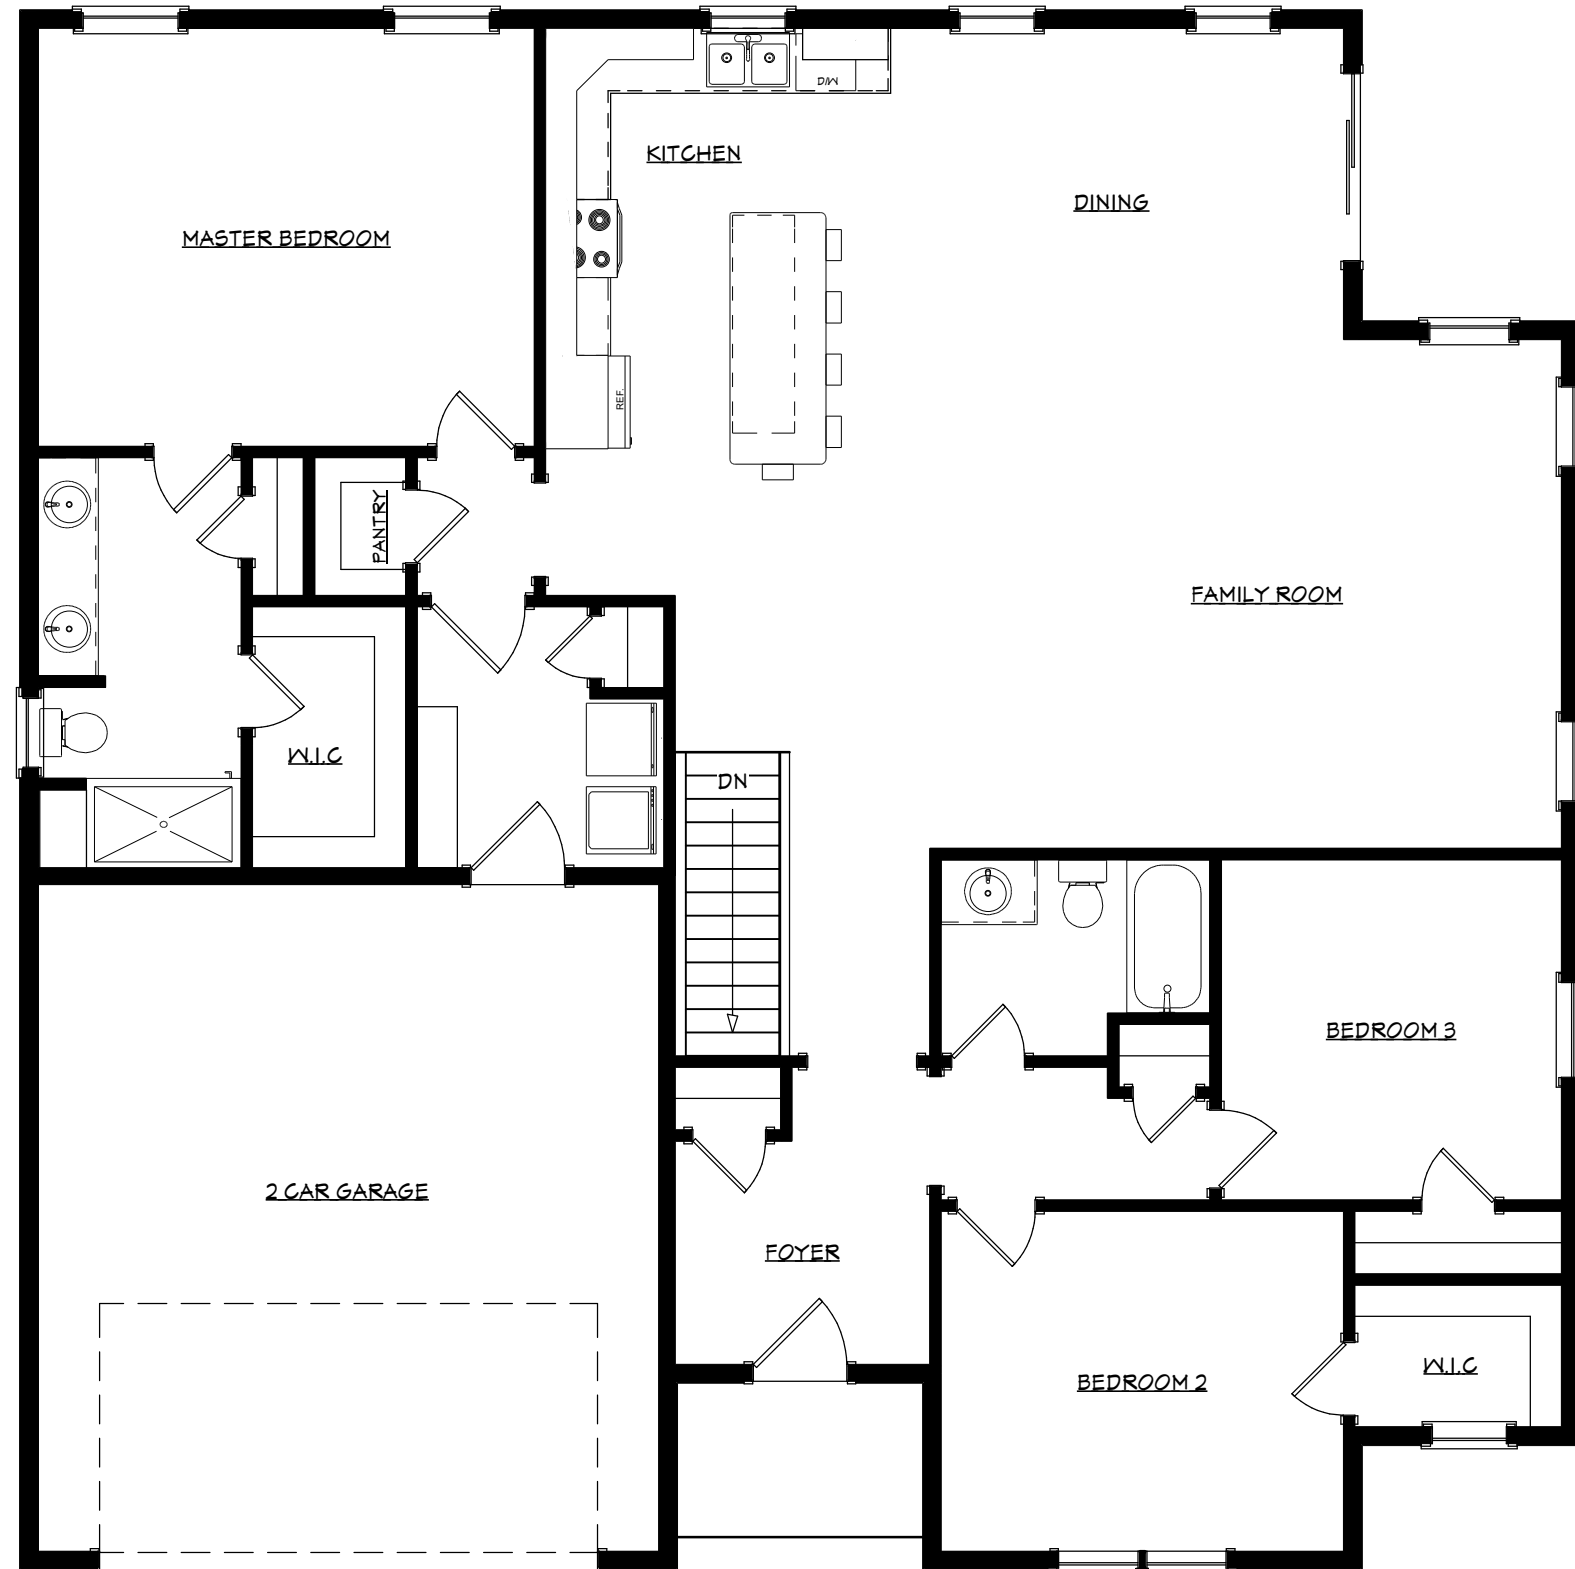 D/W
KITCHEN
DINING
MASTER BEDROOM
REF.
PANTRY
FAMILY ROOM
W.I.C
DN
BEDROOM 3
2 CAR GARAGE
FOYER
W.I.C
BEDROOM 2